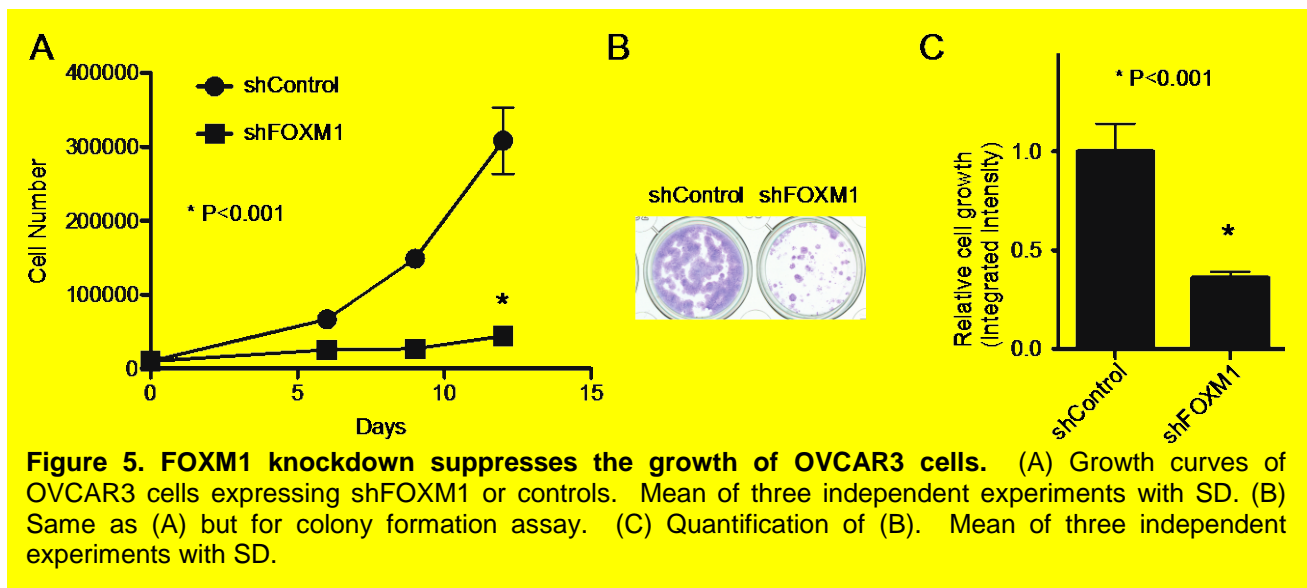 A
400000
300000
200000
100000
0
Cell Number
shControl
shFOXM1
* P<0.001
*
0
5
10
15
Days
B
shControl shFOXM1
C
* P<0.001
1.0
0.5
0.0
Relative cell growth
(Integrated Intensity)
*
shControl
shFOXM1
Figure 5. FOXM1 knockdown suppresses the growth of OVCAR3 cells. (A) Growth curves of
OVCAR3 cells expressing shFOXM1 or controls. Mean of three independent experiments with SD. (B)
Same as (A) but for colony formation assay. (C) Quantification of (B). Mean of three independent
experiments with SD.